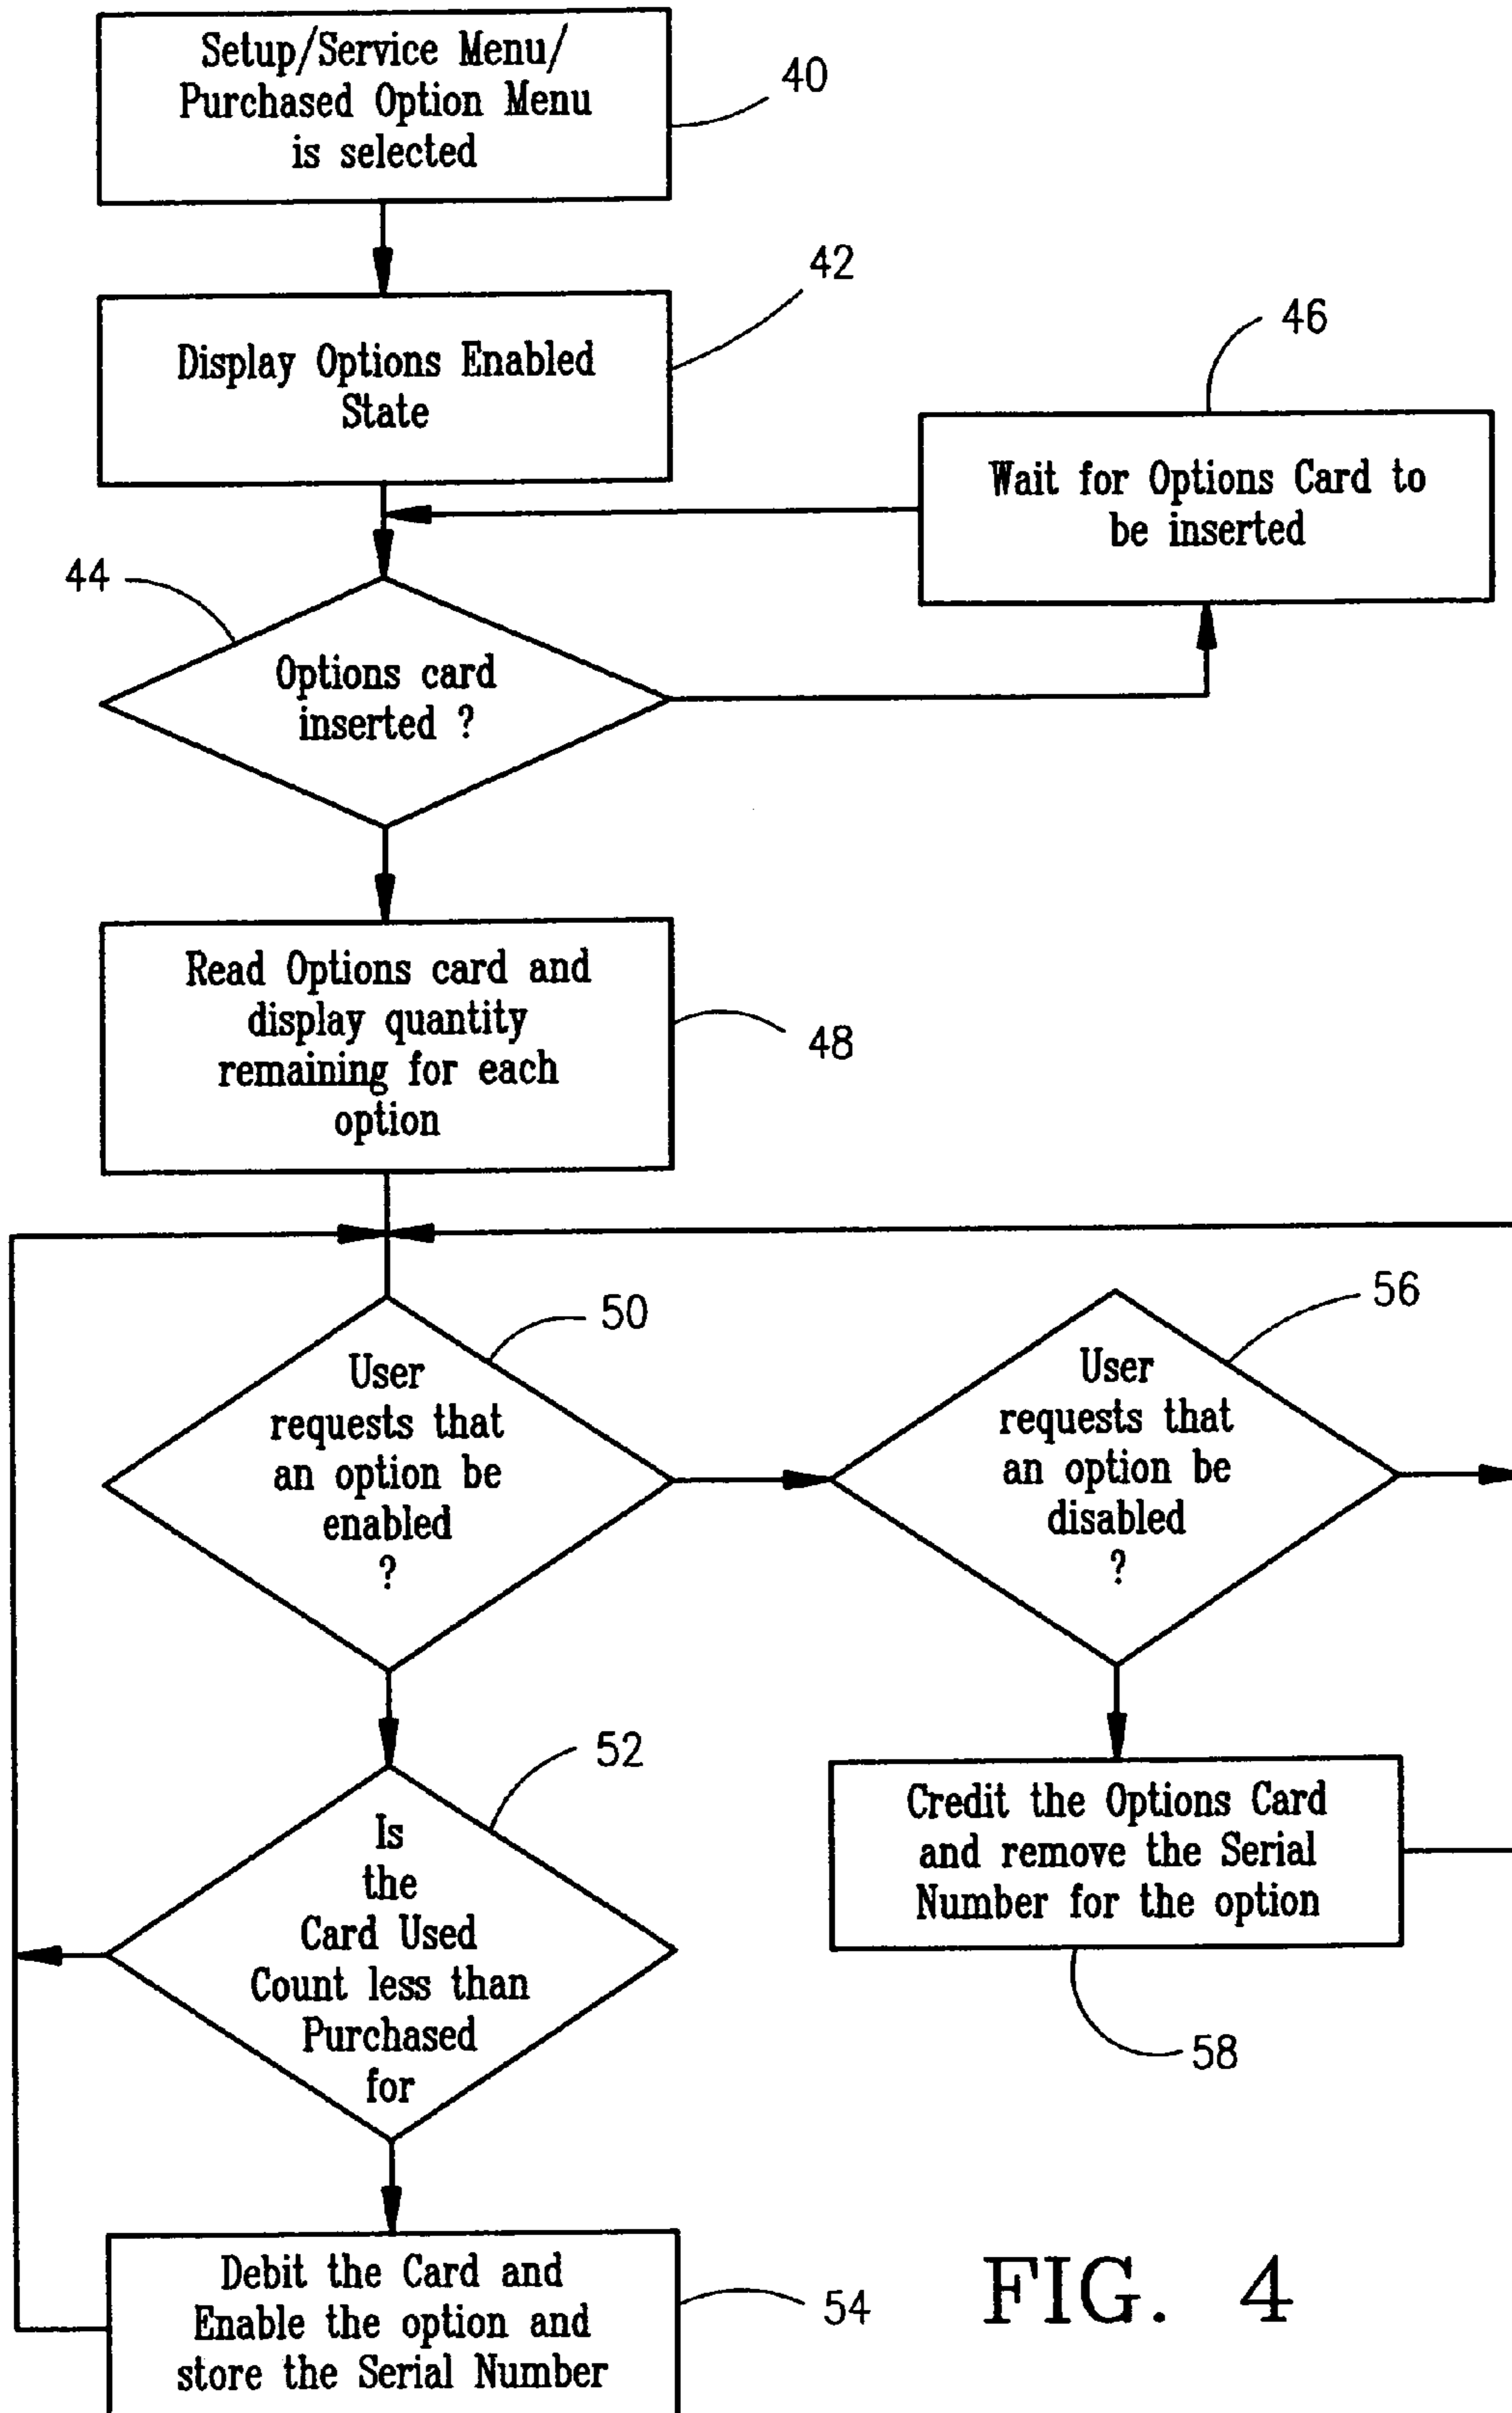 Setup/Service Menu/
Purchased Option Menu
is selected
40
Display Options Enabled
State
42
Wait for Options Card to
be inserted
46
Options card
inserted ?
44
Read Options card and
display quantity
remaining for each
option
48
User
requests that
an option be
enabled
?
50
User
requests that
an option be
disabled
?
56
Is
the
Card Used
Count less than
Purchased
for
52
Credit the Options Card
and remove the Serial
Number for the option
58
Debit the Card and
Enable the option and
store the Serial Number
54
FIG. 4